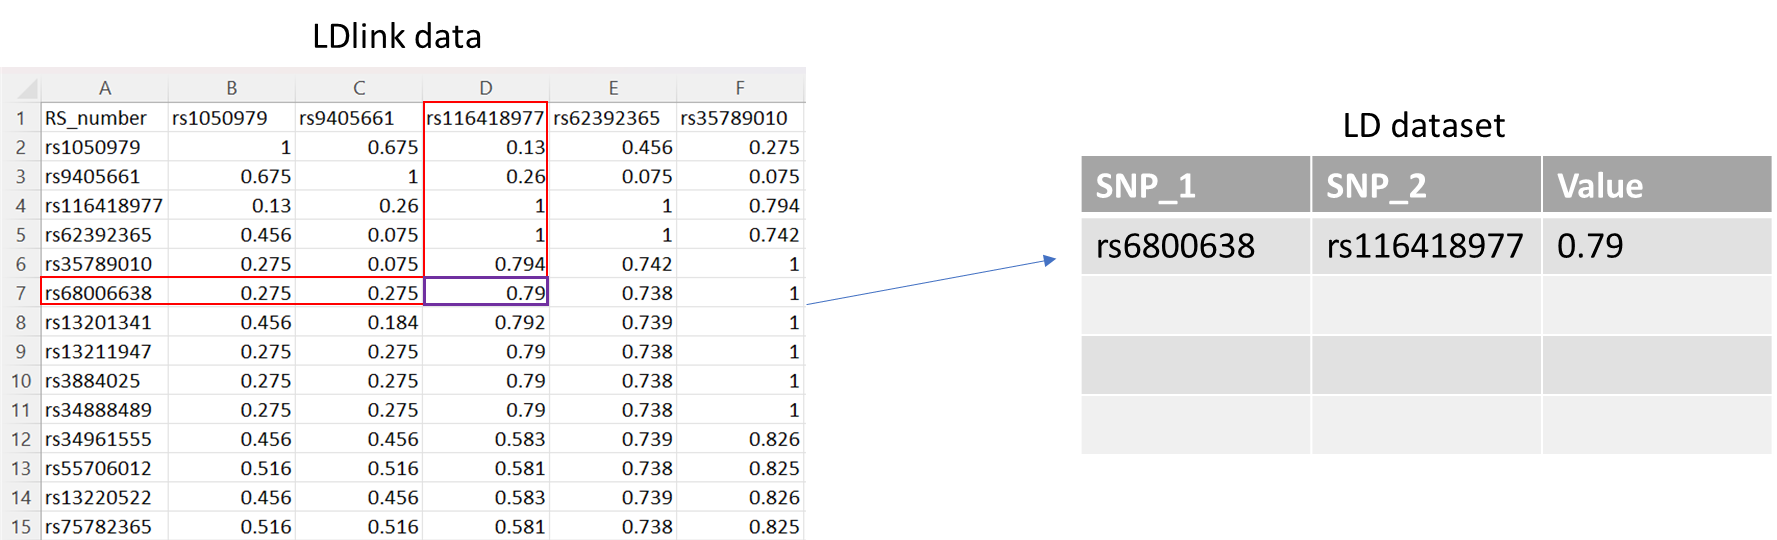 LDlink data
A B C D E F
1 RS_number rs1050979 rs9405661 rs116418977 rs62392365 rs35789010
2 rs1050979 1 0.675 0.13 0.456 0.275
3 rs9405661 0.675 1 0.26 0.075 0.075
4 rs116418977 0.13 0.26 1 1 0.794
5 rs62392365 0.456 0.075 1 1 0.742
6 rs35789010 0.275 0.075 0.794 0.742 1
7 rs68006638 0.275 0.275 0.79 0.738 1
8 rs13201341 0.456 0.184 0.792 0.739 1
9 rs13211947 0.275 0.275 0.79 0.738 1
10 rs3884025 0.275 0.275 0.79 0.738 1
11 rs34888489 0.275 0.275 0.79 0.738 1
12 rs34961555 0.456 0.456 0.583 0.739 0.826
13 rs55706012 0.516 0.516 0.581 0.738 0.825
14 rs13220522 0.456 0.456 0.583 0.739 0.826
15 rs75782365 0.516 0.516 0.581 0.738 0.825
LD dataset
SNP_1 SNP_2 Value
rs6800638 rs116418977 0.79